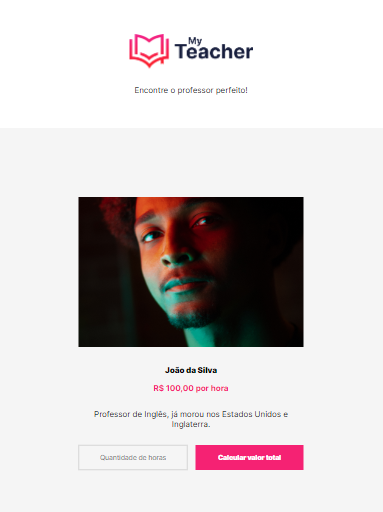 My
Teacher
Encontre o professor perfeito!
João da Silva
R$ 100,00 por hora
Professor de Inglês, já morou nos Estados Unidos e
Inglaterra.
Quantidade de horas
Calcular valor total